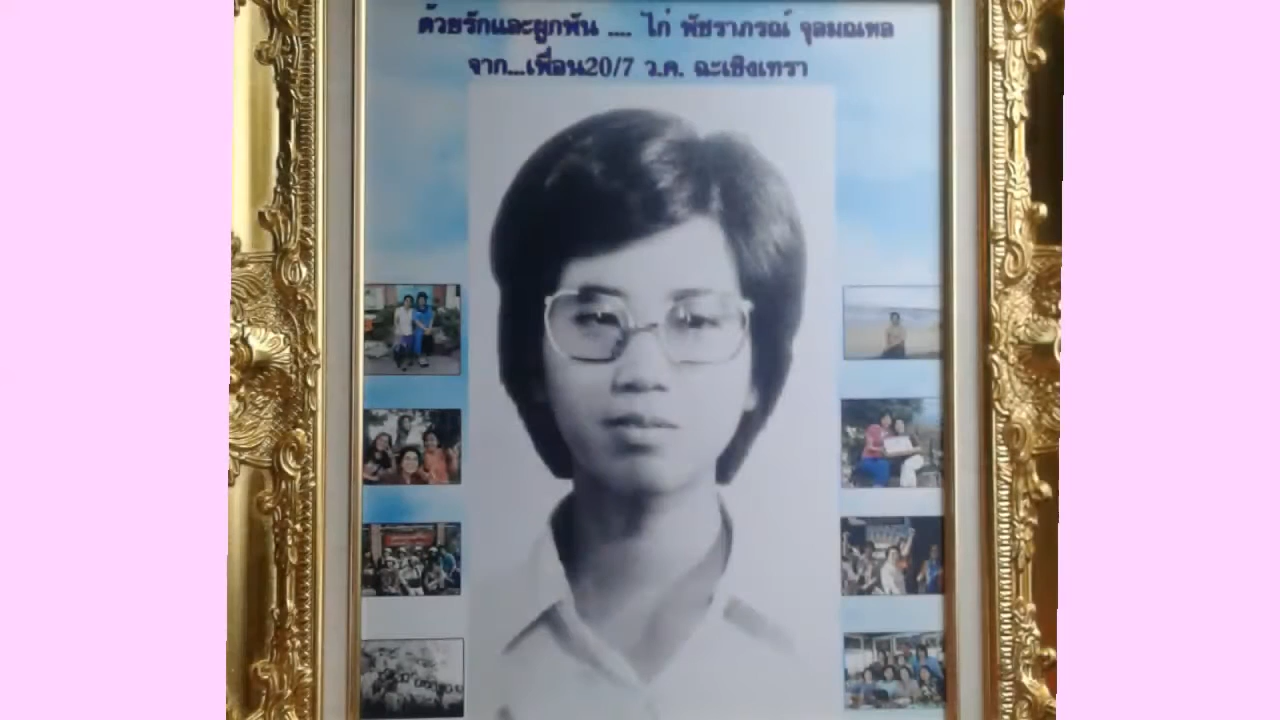 ด้วยรักและผูกพัน .... ไก่ พัชราภรณ์ จุลมณฑล
จาก...เพื่อน20/7 ว.ค. ฉะเชิงเทรา